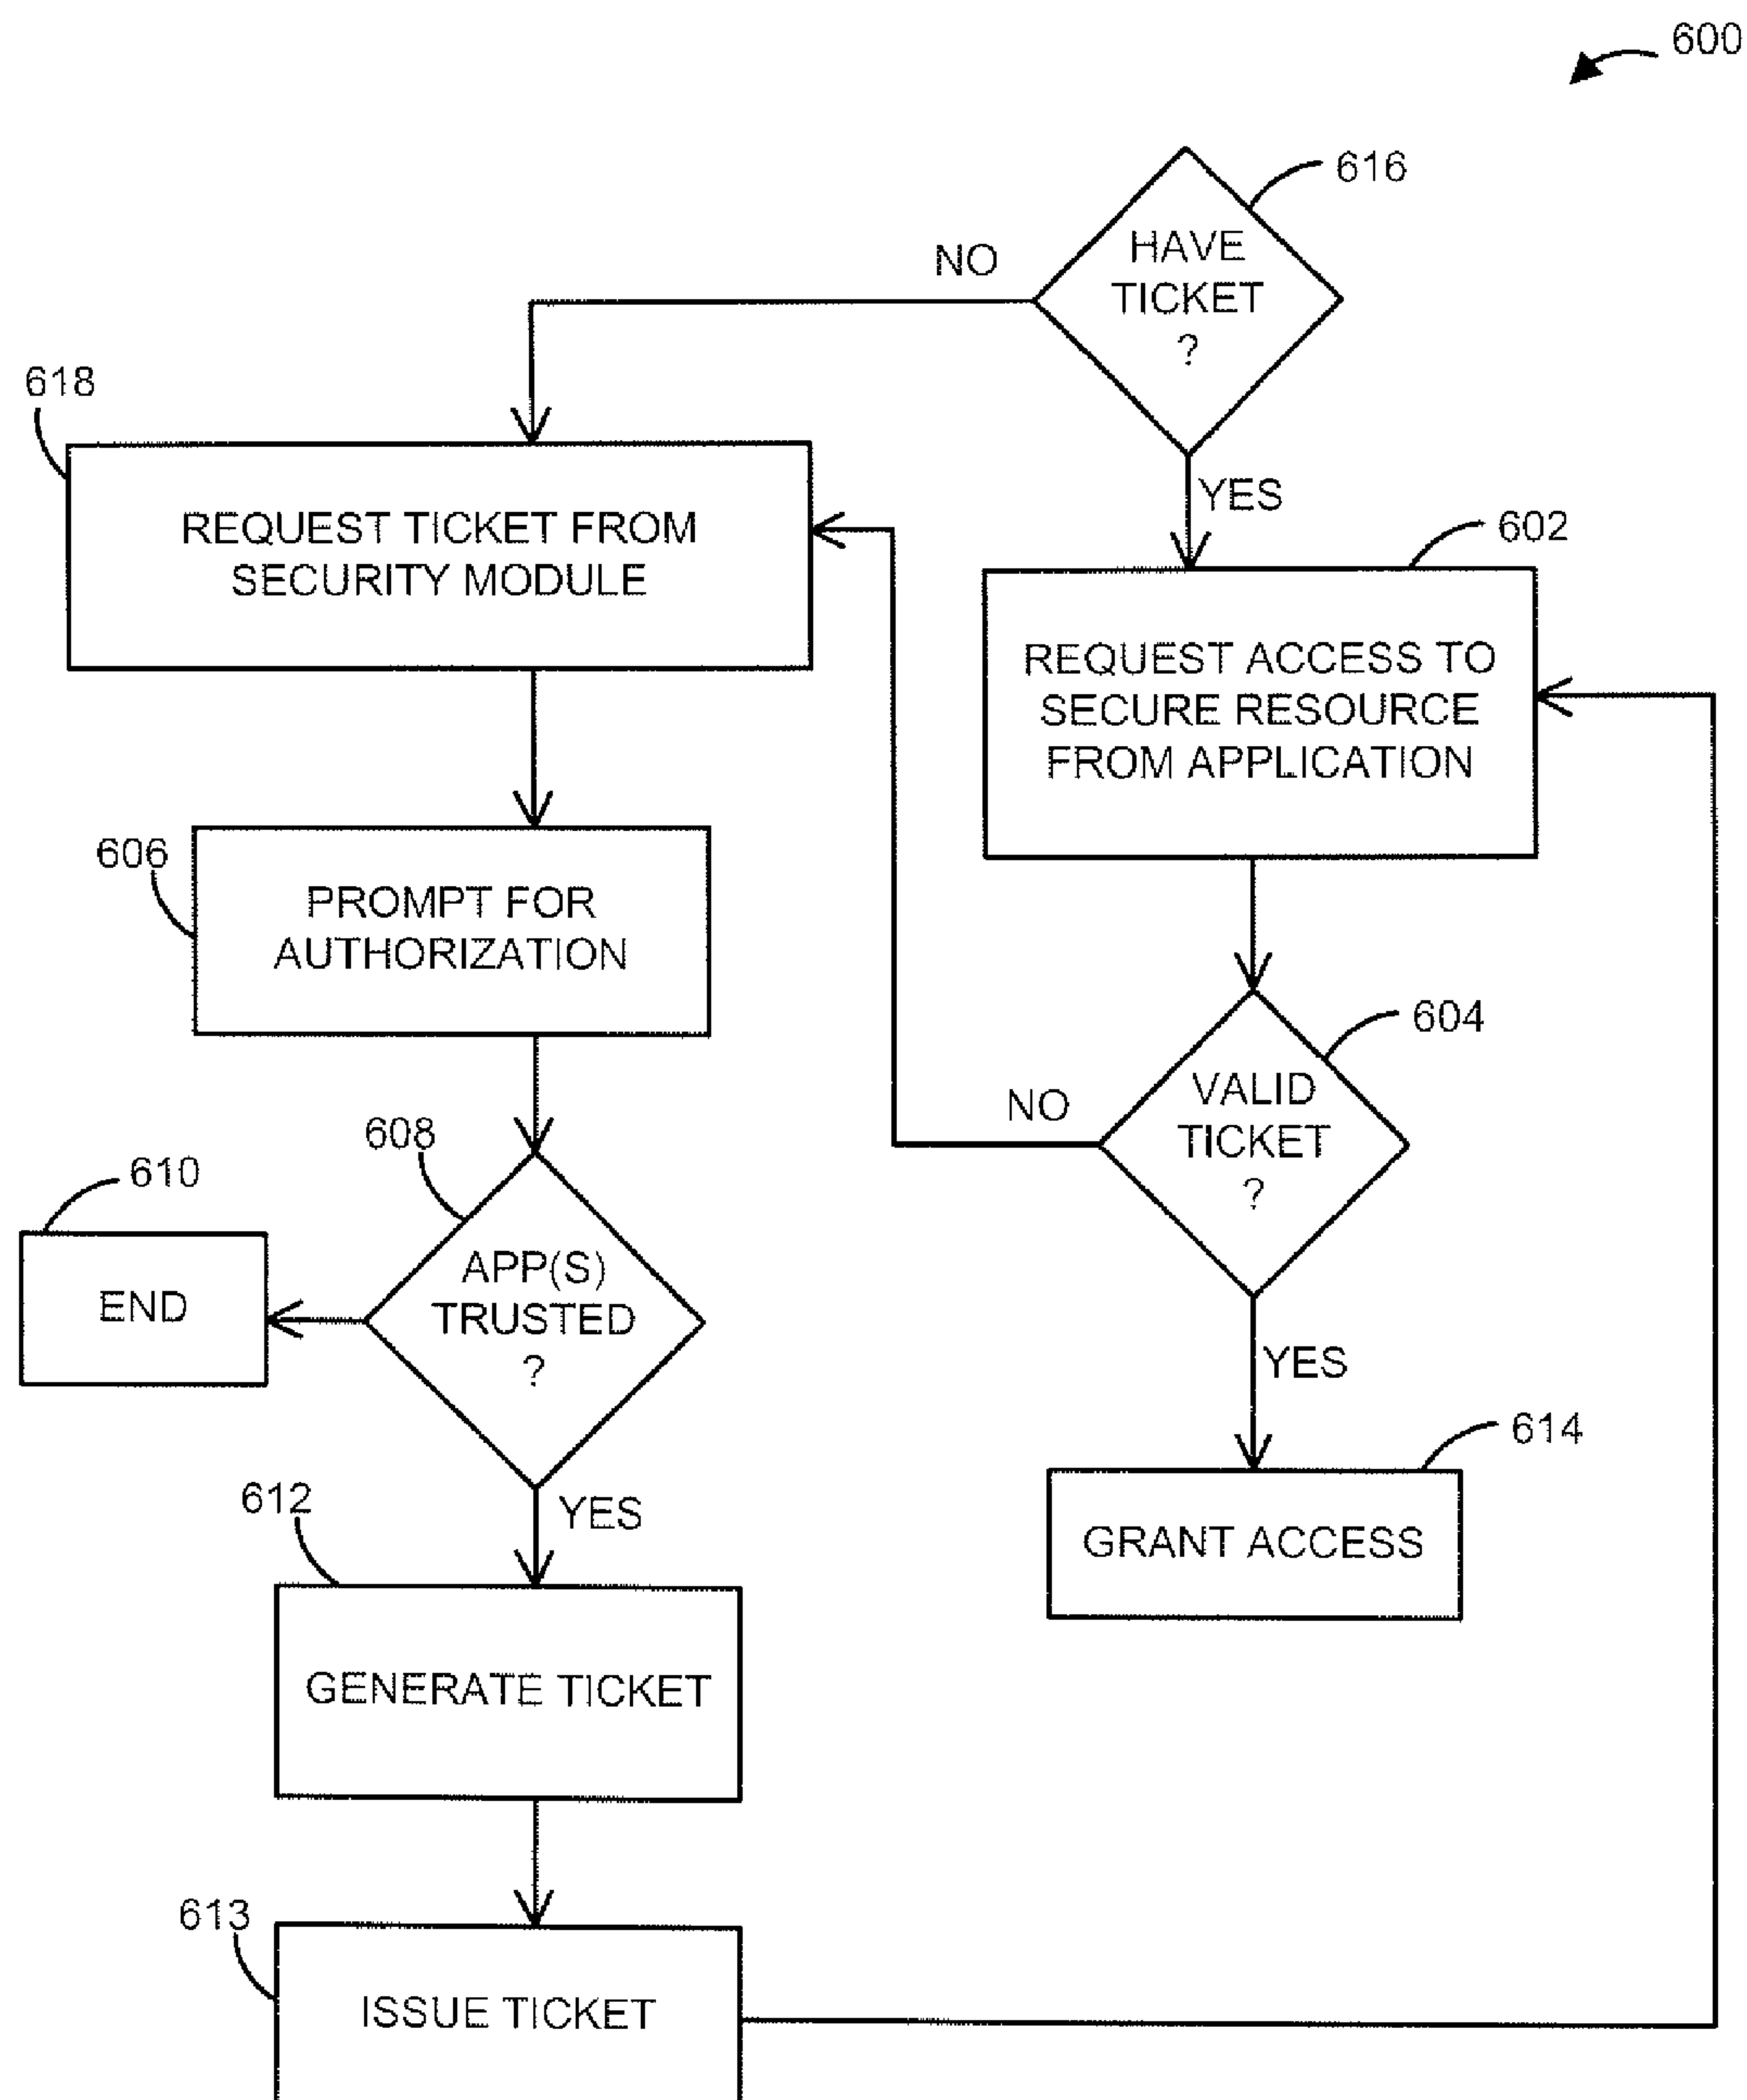 600
616
HAVE
TICKET
?
NO
YES
618
REQUEST TICKET FROM
SECURITY MODULE
602
REQUEST ACCESS TO
SECURE RESOURCE
FROM APPLICATION
606
PROMPT FOR
AUTHORIZATION
604
VALID
TICKET
?
NO
YES
608
APP(S)
TRUSTED
?
610
END
YES
614
GRANT ACCESS
612
GENERATE TICKET
613
ISSUE TICKET